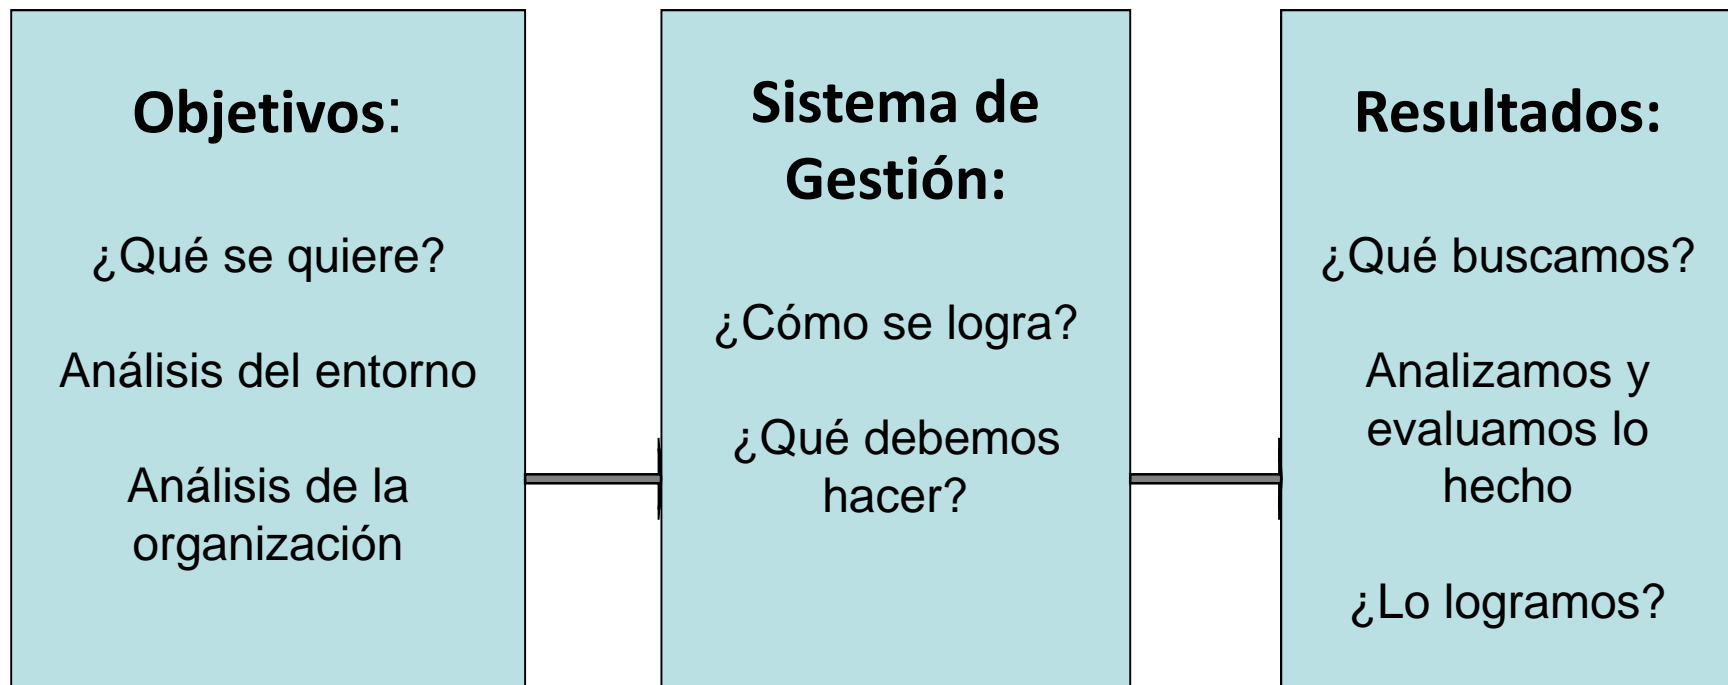 Objetivos:
¿Qué se quiere?
Análisis del entorno
Análisis de la
organización
Sistema de
Gestión:
¿Cómo se logra?
¿Qué debemos
hacer?
Resultados:
¿Qué buscamos?
Analizamos y
evaluamos lo
hecho
¿Lo logramos?